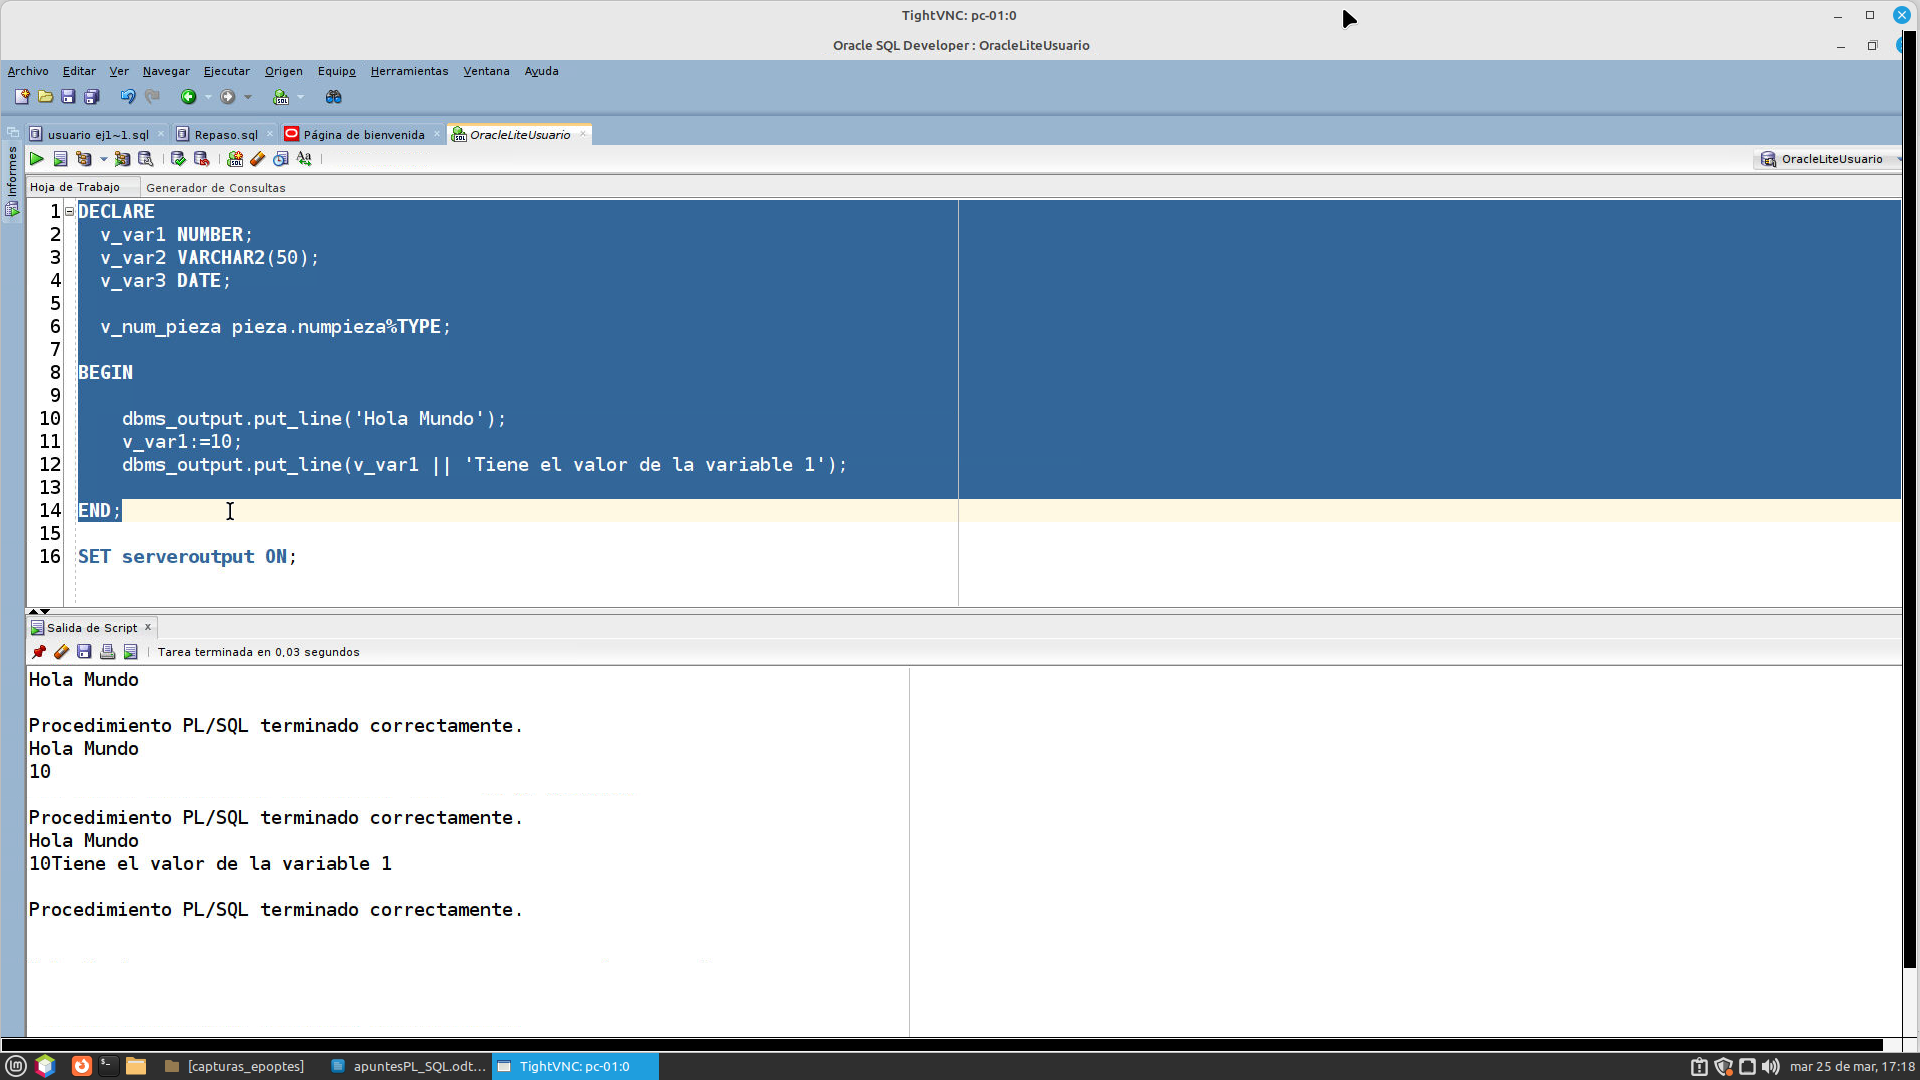 TightVNC: pc-01:0
Oracle SQL Developer : OracleLiteUsuario
Archivo Editar Ver Navegar Ejecutar Origen Equipo Herramientas Ventana Ayuda
usuario ej1~1.sql Repaso.sql Página de bienvenida OracleLiteUsuario
OracleLiteUsuario
Informes
Hoja de Trabajo Generador de Consultas
1 DECLARE
2 v_var1 NUMBER;
3 v_var2 VARCHAR2(50);
4 v_var3 DATE;
5
6 v_num_pieza pieza.numpieza%TYPE;
7
8 BEGIN
9
10 dbms_output.put_line('Hola Mundo');
11 v_var1:=10;
12 dbms_output.put_line(v_var1 || 'Tiene el valor de la variable 1');
13
14 END;
15
16 SET serveroutput ON;
Salida de Script x
Tarea terminada en 0,03 segundos
Hola Mundo
Procedimiento PL/SQL terminado correctamente.
Hola Mundo
10
Procedimiento PL/SQL terminado correctamente.
Hola Mundo
10Tiene el valor de la variable 1
Procedimiento PL/SQL terminado correctamente.
[capturas_epoptes] apuntesPL_SQL.odt... TightVNC: pc-01:0 mar 25 de mar, 17:18